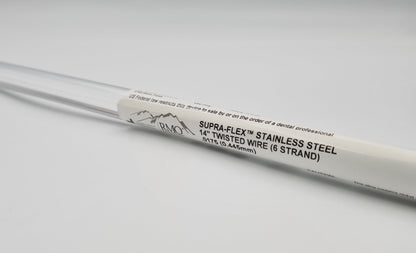 US Federal law restricts this device to sale by or on the order of a dental professional
RMO
SUPRA-FLEX™ STAINLESS STEEL
14" TWISTED WIRE (6 STRAND)
.0175 (0.445mm)